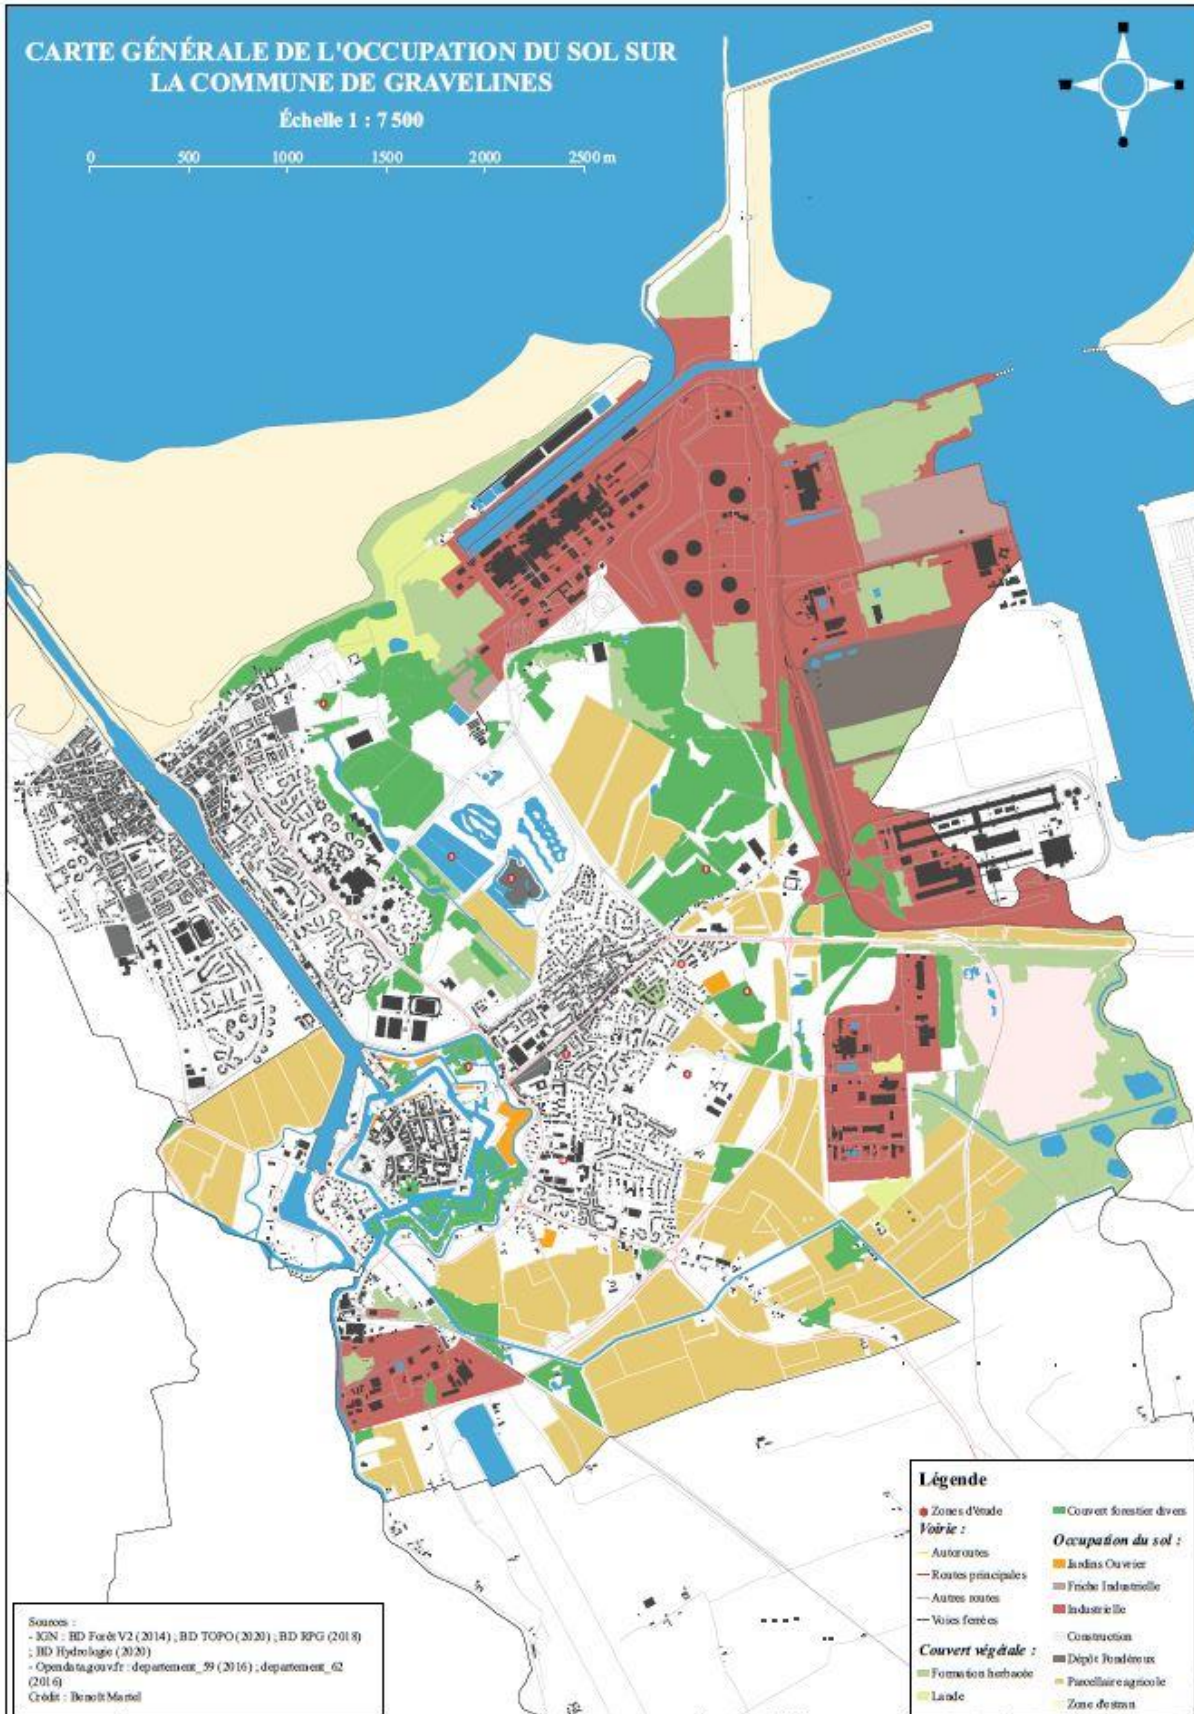 CARTE GÉNÉRALE DE L'OCCUPATION DU SOL SUR
LA COMMUNE DE GRAVELINES
Échelle 1 : 7 500
0 500 1000 1500 2000 2500 m
Légende
Zones d'étude
Voirie :
Autoroutes
Routes principales
Autres routes
Voies ferrées
Couvert végétale :
Formation herbacée
Lande
Couvert forestier divers
Occupation du sol :
Jardins Ouvrier
Friche Industrielle
Industrielle
Construction
Dépôt Pondéreux
Parcellaire agricole
Zone d'estran
Sources :
- IGN : BD Forêt V2 (2014) ; BD TOPO (2020) ; BD RPG (2018)
; BD Hydrologie (2020)
- Opendata.gouv.fr : departement_59 (2016) ; departement_62
(2016)
Crédit : Benoît Martel